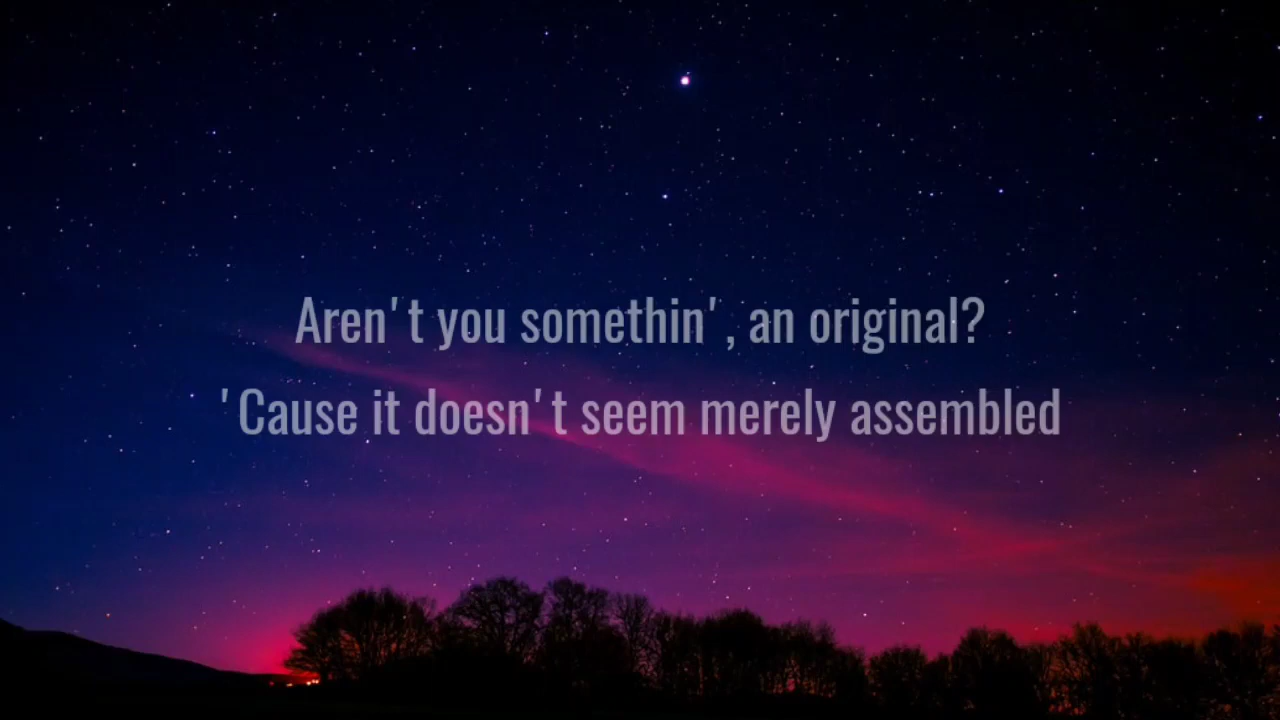 Aren't you somethin', an original?
'Cause it doesn't seem merely assembled